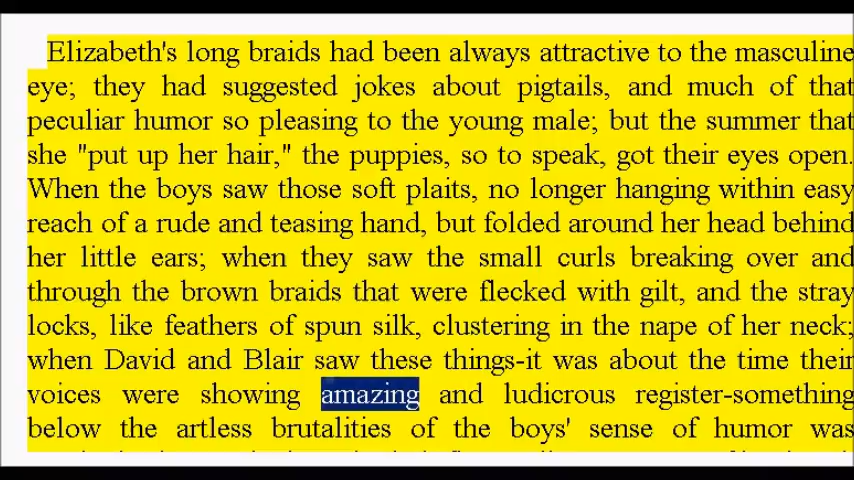 Elizabeth's long braids had been always attractive to the masculine
eye; they had suggested jokes about pigtails, and much of that
peculiar humor so pleasing to the young male; but the summer that
she "put up her hair," the puppies, so to speak, got their eyes open.
When the boys saw those soft plaits, no longer hanging within easy
reach of a rude and teasing hand, but folded around her head behind
her little ears; when they saw the small curls breaking over and
through the brown braids that were flecked with gilt, and the stray
locks, like feathers of spun silk, clustering in the nape of her neck;
when David and Blair saw these things-it was about the time their
voices were showing amazing and ludicrous register-something
below the artless brutalities of the boys' sense of humor was